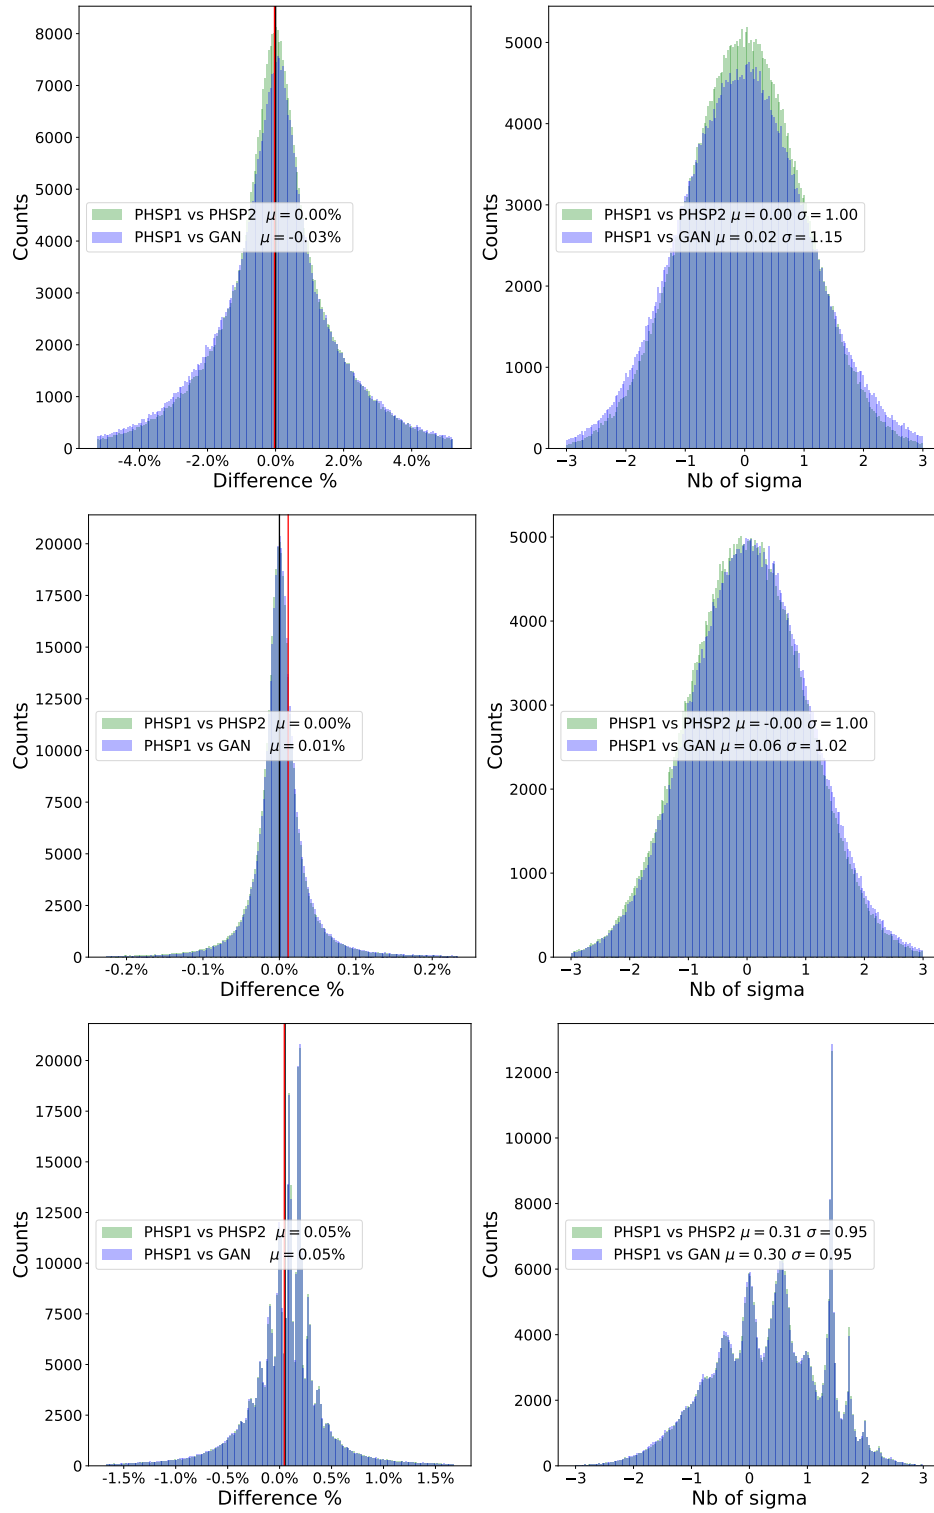 8000
7000
6000
5000
4000
3000
2000
1000
0
Counts
PHSP1 vs PHSP2 μ = 0.00%
PHSP1 vs GAN μ = -0.03%
-4.0% -2.0% 0.0% 2.0% 4.0%
Difference %
5000
4000
3000
2000
1000
0
Counts
PHSP1 vs PHSP2 μ = 0.00 σ = 1.00
PHSP1 vs GAN μ = 0.02 σ = 1.15
−3 −2 −1 0 1 2 3
Nb of sigma
20000
17500
15000
12500
10000
7500
5000
2500
0
Counts
PHSP1 vs PHSP2 μ = 0.00%
PHSP1 vs GAN μ = 0.01%
-0.2% -0.1% 0.0% 0.1% 0.2%
Difference %
5000
4000
3000
2000
1000
0
Counts
PHSP1 vs PHSP2 μ = -0.00 σ = 1.00
PHSP1 vs GAN μ = 0.06 σ = 1.02
−3 −2 −1 0 1 2 3
Nb of sigma
20000
17500
15000
12500
10000
7500
5000
2500
0
Counts
PHSP1 vs PHSP2 μ = 0.05%
PHSP1 vs GAN μ = 0.05%
-1.5% -1.0% -0.5% 0.0% 0.5% 1.0% 1.5%
Difference %
12000
10000
8000
6000
4000
2000
0
Counts
PHSP1 vs PHSP2 μ = 0.31 σ = 0.95
PHSP1 vs GAN μ = 0.30 σ = 0.95
−3 −2 −1 0 1 2 3
Nb of sigma